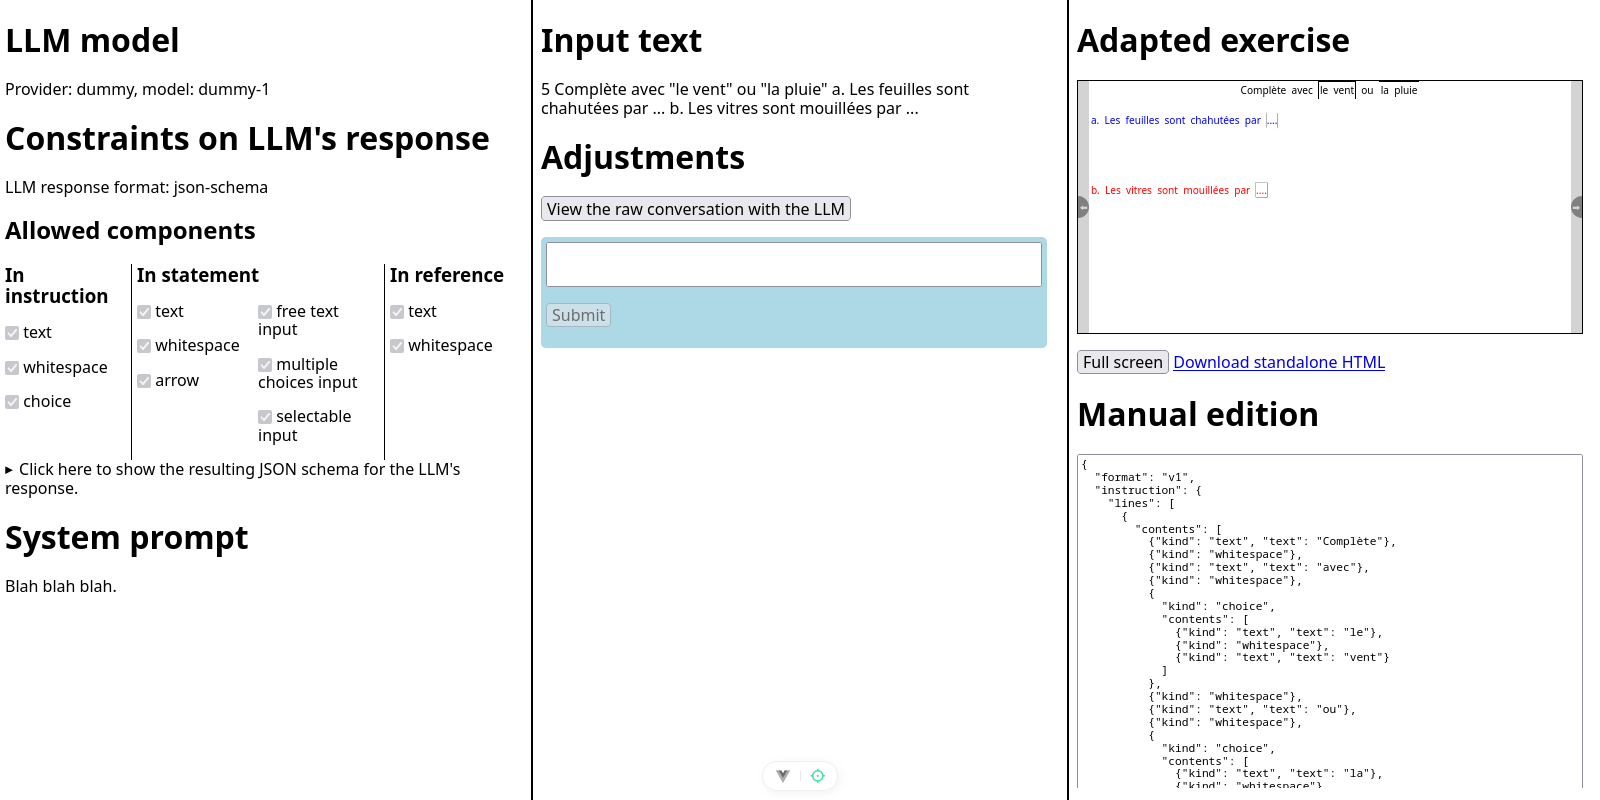 LLM model
Provider: dummy, model: dummy-1
Constraints on LLM's response
LLM response format: json-schema
Allowed components
In
instruction
text
whitespace
choice
In statement
text
whitespace
arrow
free text
input
multiple
choices input
selectable
input
In reference
text
whitespace
▸ Click here to show the resulting JSON schema for the LLM's
response.
System prompt
Blah blah blah.
Input text
5 Complète avec "le vent" ou "la pluie" a. Les feuilles sont
chahutées par ... b. Les vitres sont mouillées par ...
Adjustments
View the raw conversation with the LLM
Submit
Adapted exercise
Complète avec le vent ou la pluie
a. Les feuilles sont chahutées par ....
b. Les vitres sont mouillées par ....
Full screen Download standalone HTML
Manual edition
{
  "format": "v1",
  "instruction": {
    "lines": [
      {
        "contents": [
          {"kind": "text", "text": "Complète"},
          {"kind": "whitespace"},
          {"kind": "text", "text": "avec"},
          {"kind": "whitespace"},
          {
            "kind": "choice",
            "contents": [
              {"kind": "text", "text": "le"},
              {"kind": "whitespace"},
              {"kind": "text", "text": "vent"}
            ]
          },
          {"kind": "whitespace"},
          {"kind": "text", "text": "ou"},
          {"kind": "whitespace"},
          {
            "kind": "choice",
            "contents": [
              {"kind": "text", "text": "la"},
              {"kind": "whitespace"},